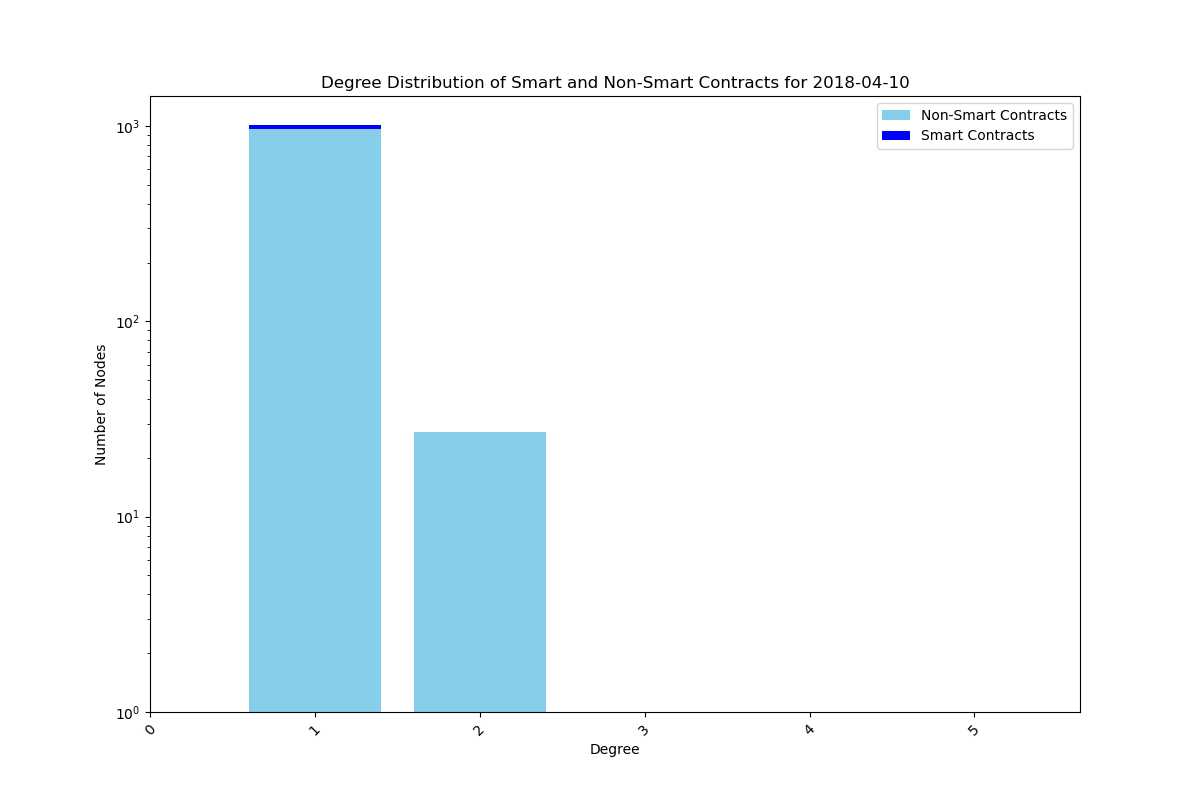 Degree Distribution of Smart and Non-Smart Contracts for 2018-04-10
Non-Smart Contracts
Smart Contracts
Number of Nodes
10³
10²
10¹
10⁰
0 1 2 3 4 5
Degree